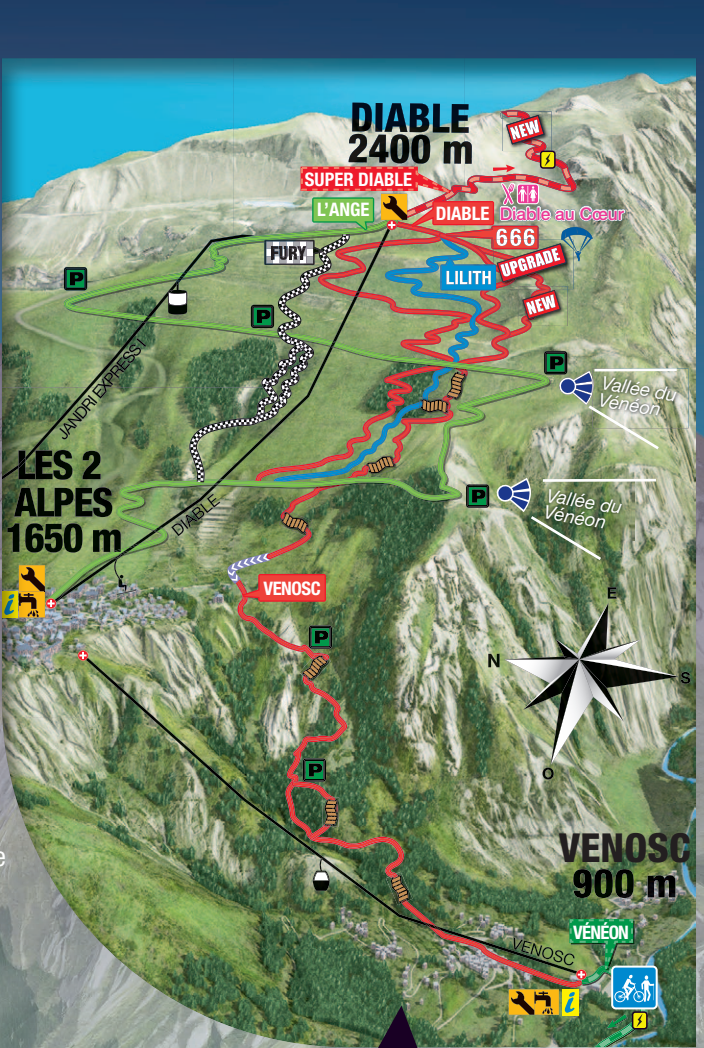 DIABLE
2400 m
NEW
SUPER DIABLE
L'ANGE
DIABLE
Diable au Cœur
666
FURY
UPGRADE
LILITH
P
NEW
P
JANDRI EXPRESS I
P
Vallée du
Vénéon
LES 2
ALPES
1650 m
P
Vallée du
Vénéon
DIABLE
i
VENOSC
P
E
N
S
O
P
VENOSC
900 m
VÉNÉON
VENOSC
i
e